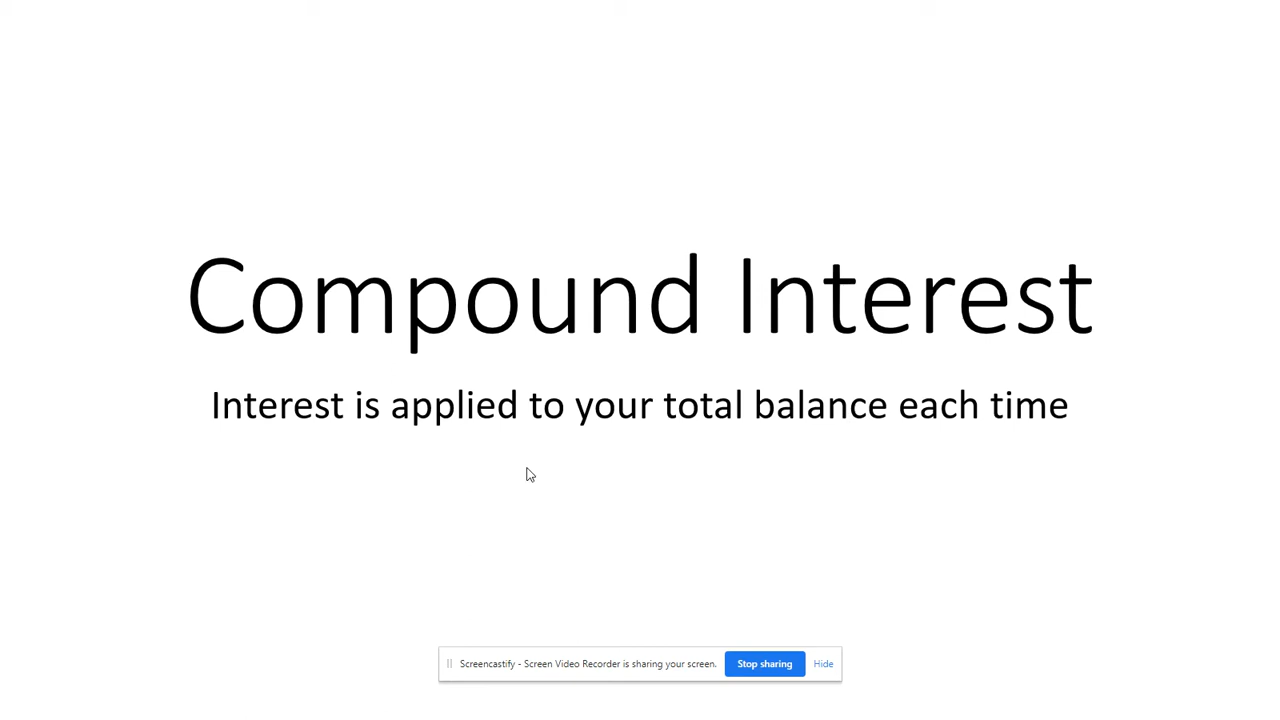 Compound Interest
Interest is applied to your total balance each time
Screencastify - Screen Video Recorder is sharing your screen. Stop sharing Hide